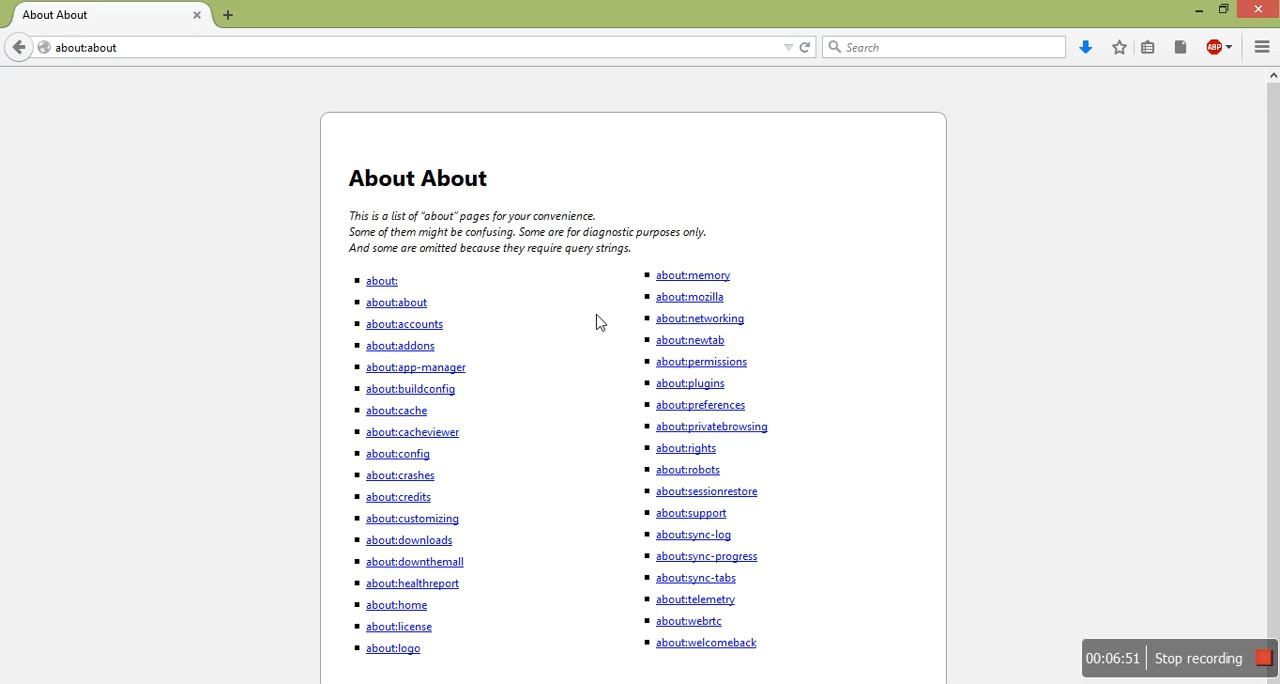 About About
about:about
Search
ABP
About About
This is a list of “about” pages for your convenience.
Some of them might be confusing. Some are for diagnostic purposes only.
And some are omitted because they require query strings.
about:
about:about
about:accounts
about:addons
about:app-manager
about:buildconfig
about:cache
about:cacheviewer
about:config
about:crashes
about:credits
about:customizing
about:downloads
about:downthemall
about:healthreport
about:home
about:license
about:logo
about:memory
about:mozilla
about:networking
about:newtab
about:permissions
about:plugins
about:preferences
about:privatebrowsing
about:rights
about:robots
about:sessionrestore
about:support
about:sync-log
about:sync-progress
about:sync-tabs
about:telemetry
about:webrtc
about:welcomeback
00:06:51 Stop recording